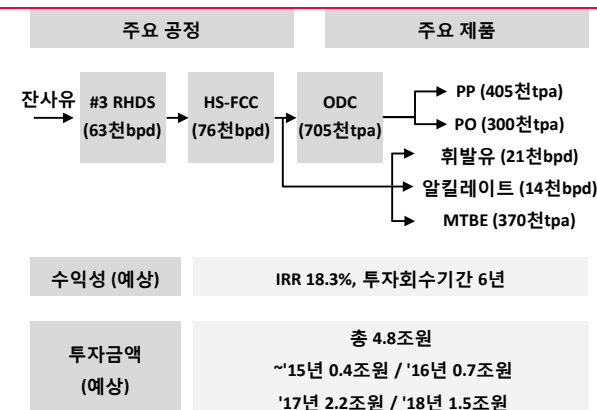 주요 공정
주요 제품
잔사유
#3 RHDS
(63천bpd)
HS-FCC
(76천bpd)
ODC
(705천tpa)
PP (405천tpa)
PO (300천tpa)
휘발유 (21천bpd)
알킬레이트 (14천bpd)
MTBE (370천tpa)
수익성 (예상)
IRR 18.3%, 투자회수기간 6년
투자금액
(예상)
총 4.8조원
~'15년 0.4조원 / '16년 0.7조원
'17년 2.2조원 / '18년 1.5조원